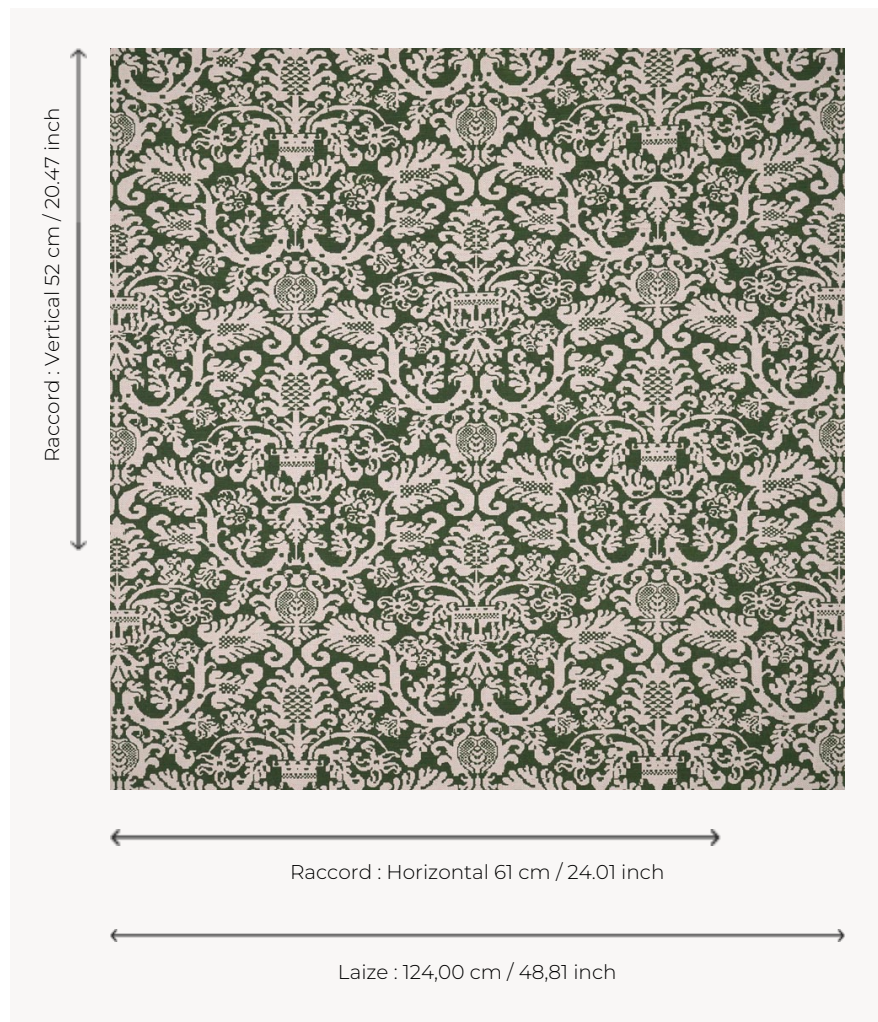 Raccord : Vertical 52 cm / 20.47 inch
Raccord : Horizontal 61 cm / 24.01 inch
Laize : 124,00 cm / 48,81 inch